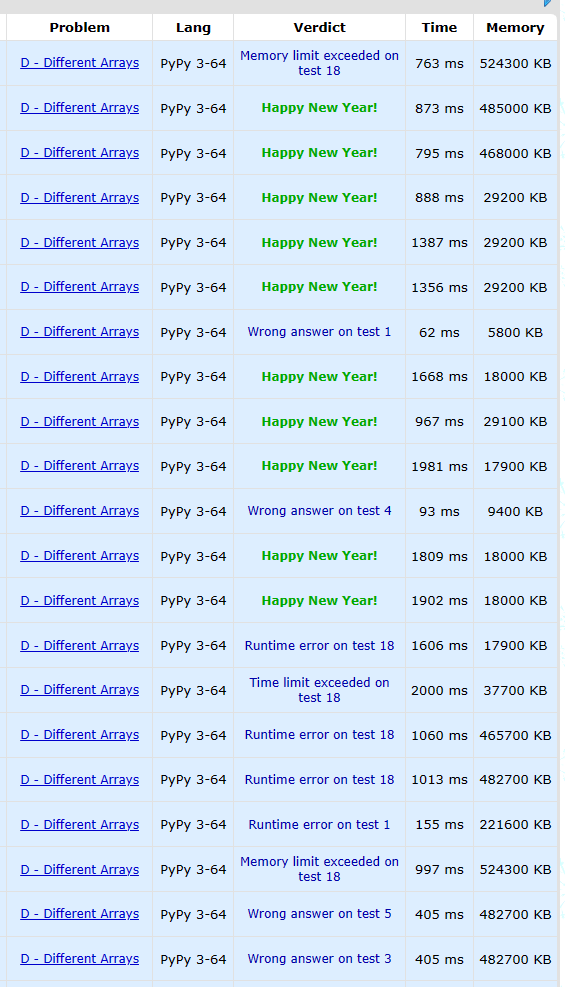 Problem Lang Verdict Time Memory
D - Different Arrays PyPy 3-64 Memory limit exceeded on test 18 763 ms 524300 KB
D - Different Arrays PyPy 3-64 Happy New Year! 873 ms 485000 KB
D - Different Arrays PyPy 3-64 Happy New Year! 795 ms 468000 KB
D - Different Arrays PyPy 3-64 Happy New Year! 888 ms 29200 KB
D - Different Arrays PyPy 3-64 Happy New Year! 1387 ms 29200 KB
D - Different Arrays PyPy 3-64 Happy New Year! 1356 ms 29200 KB
D - Different Arrays PyPy 3-64 Wrong answer on test 1 62 ms 5800 KB
D - Different Arrays PyPy 3-64 Happy New Year! 1668 ms 18000 KB
D - Different Arrays PyPy 3-64 Happy New Year! 967 ms 29100 KB
D - Different Arrays PyPy 3-64 Happy New Year! 1981 ms 17900 KB
D - Different Arrays PyPy 3-64 Wrong answer on test 4 93 ms 9400 KB
D - Different Arrays PyPy 3-64 Happy New Year! 1809 ms 18000 KB
D - Different Arrays PyPy 3-64 Happy New Year! 1902 ms 18000 KB
D - Different Arrays PyPy 3-64 Runtime error on test 18 1606 ms 17900 KB
D - Different Arrays PyPy 3-64 Time limit exceeded on test 18 2000 ms 37700 KB
D - Different Arrays PyPy 3-64 Runtime error on test 18 1060 ms 465700 KB
D - Different Arrays PyPy 3-64 Runtime error on test 18 1013 ms 482700 KB
D - Different Arrays PyPy 3-64 Runtime error on test 1 155 ms 221600 KB
D - Different Arrays PyPy 3-64 Memory limit exceeded on test 18 997 ms 524300 KB
D - Different Arrays PyPy 3-64 Wrong answer on test 5 405 ms 482700 KB
D - Different Arrays PyPy 3-64 Wrong answer on test 3 405 ms 482700 KB